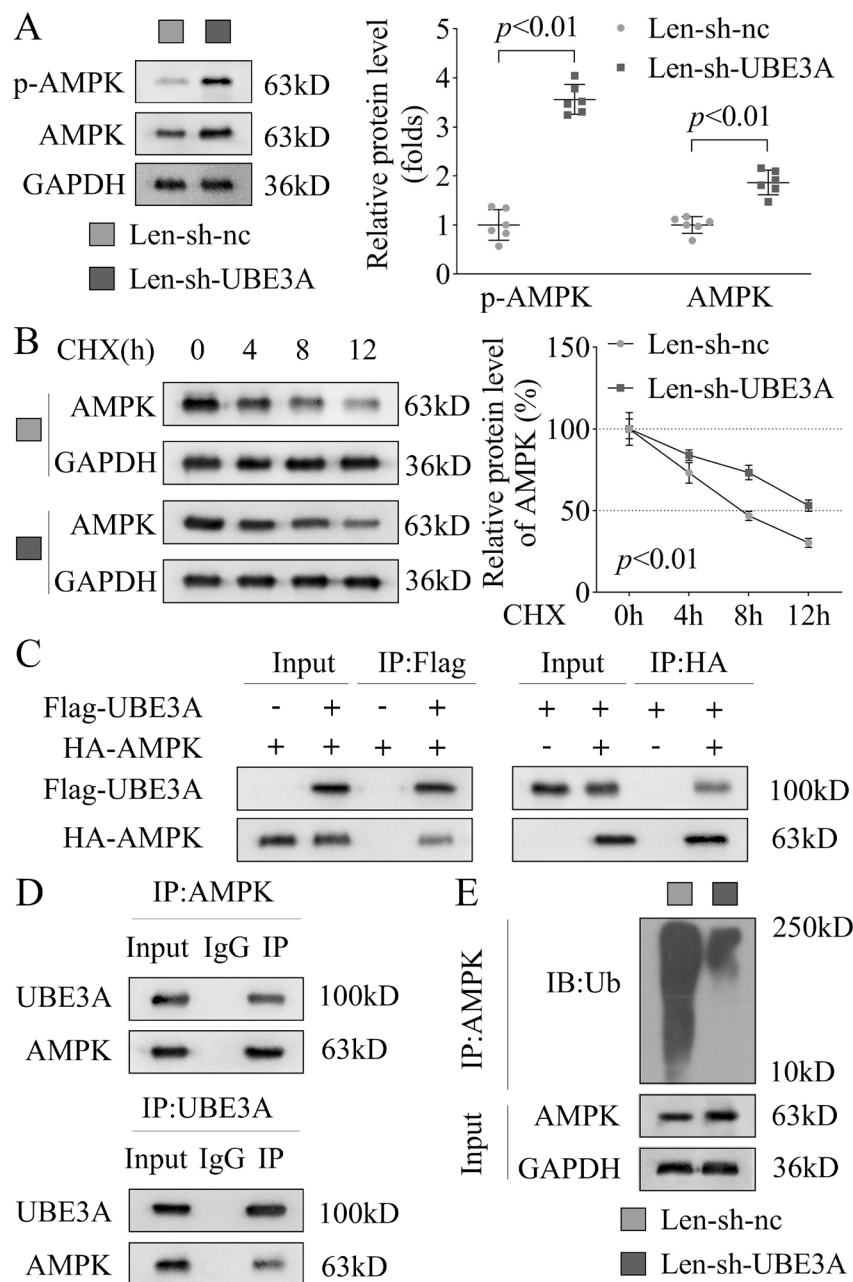 A
p-AMPK 63kD
AMPK 63kD
GAPDH 36kD
Len-sh-nc
Len-sh-UBE3A
Relative protein level
(folds)
5
4
3
2
1
0
p<0.01
p<0.01
Len-sh-nc
Len-sh-UBE3A
p-AMPK AMPK
B
CHX(h) 0 4 8 12
AMPK 63kD
GAPDH 36kD
AMPK 63kD
GAPDH 36kD
Relative protein level
of AMPK (%)
150
100
50
0
Len-sh-nc
Len-sh-UBE3A
p<0.01
CHX 0h 4h 8h 12h
C
Input IP:Flag Input IP:HA
Flag-UBE3A - + - + + + + +
HA-AMPK + + + + - + - +
Flag-UBE3A 100kD
HA-AMPK 63kD
D
IP:AMPK
Input IgG IP
UBE3A 100kD
AMPK 63kD
IP:UBE3A
Input IgG IP
UBE3A 100kD
AMPK 63kD
E
IP:AMPK
IB:Ub
250kD
10kD
Input
AMPK 63kD
GAPDH 36kD
Len-sh-nc
Len-sh-UBE3A